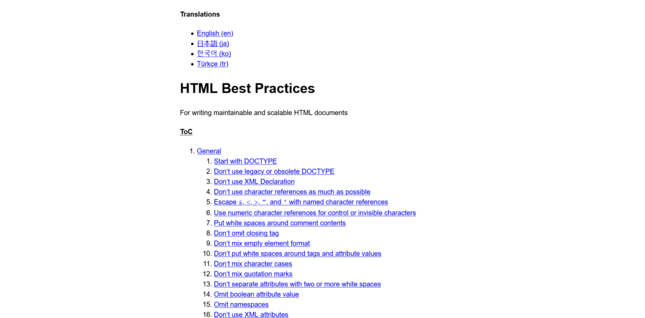 Translations
• English (en)
• 日本語 (ja)
• 한국어 (ko)
• Türkçe (tr)
HTML Best Practices
For writing maintainable and scalable HTML documents
ToC
1. General
1. Start with DOCTYPE
2. Don't use legacy or obsolete DOCTYPE
3. Don't use XML Declaration
4. Don't use character references as much as possible
5. Escape &, <, >, ", and ' with named character references
6. Use numeric character references for control or invisible characters
7. Put white spaces around comment contents
8. Don't omit closing tag
9. Don't mix empty element format
10. Don't put white spaces around tags and attribute values
11. Don't mix character cases
12. Don't mix quotation marks
13. Don't separate attributes with two or more white spaces
14. Omit boolean attribute value
15. Omit namespaces
16. Don't use XML attributes